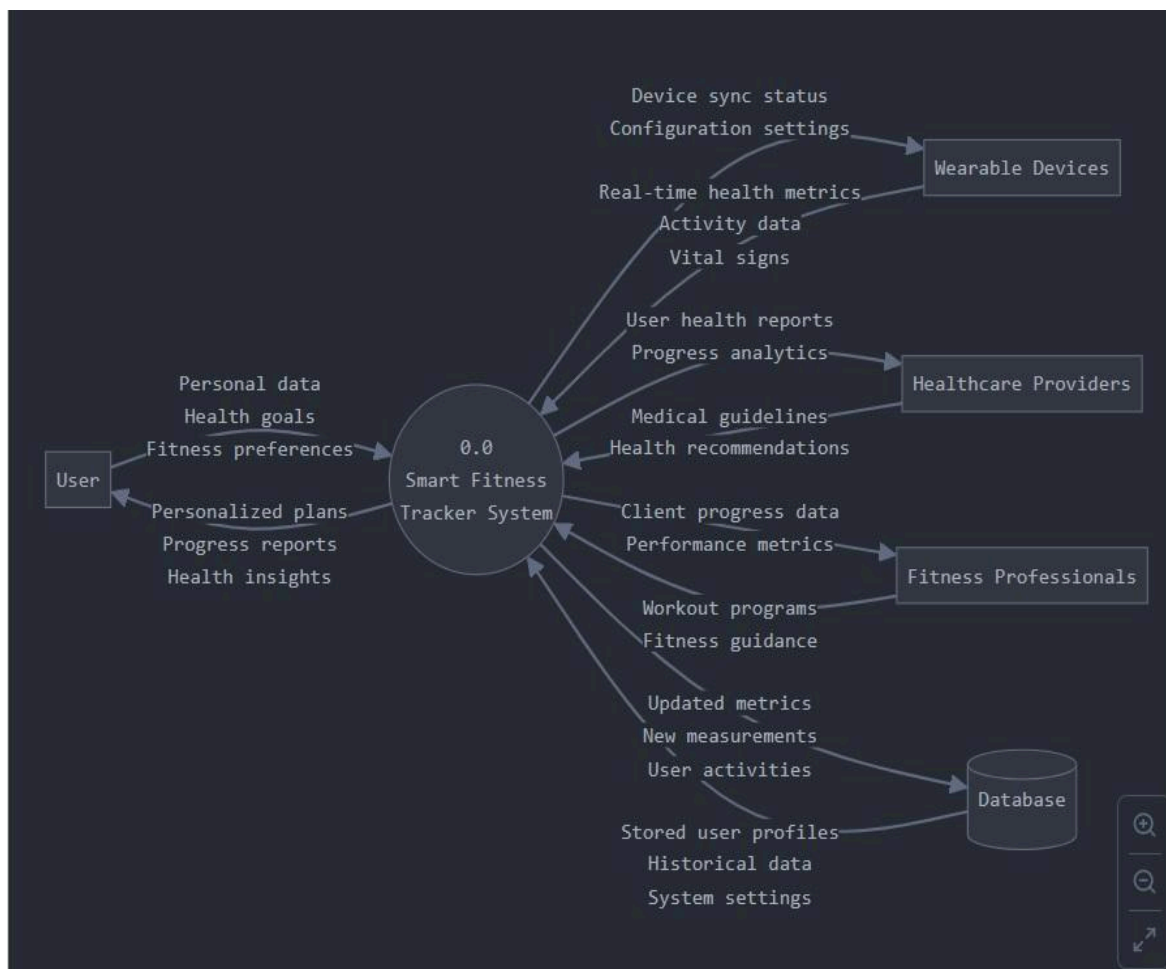 Device sync status
Configuration settings
Wearable Devices
Real-time health metrics
Activity data
Vital signs
User health reports
Progress analytics
Healthcare Providers
Medical guidelines
Health recommendations
Personal data
Health goals
Fitness preferences
User
0.0
Smart Fitness
Tracker System
Personalized plans
Progress reports
Health insights
Client progress data
Performance metrics
Fitness Professionals
Workout programs
Fitness guidance
Updated metrics
New measurements
User activities
Database
Stored user profiles
Historical data
System settings